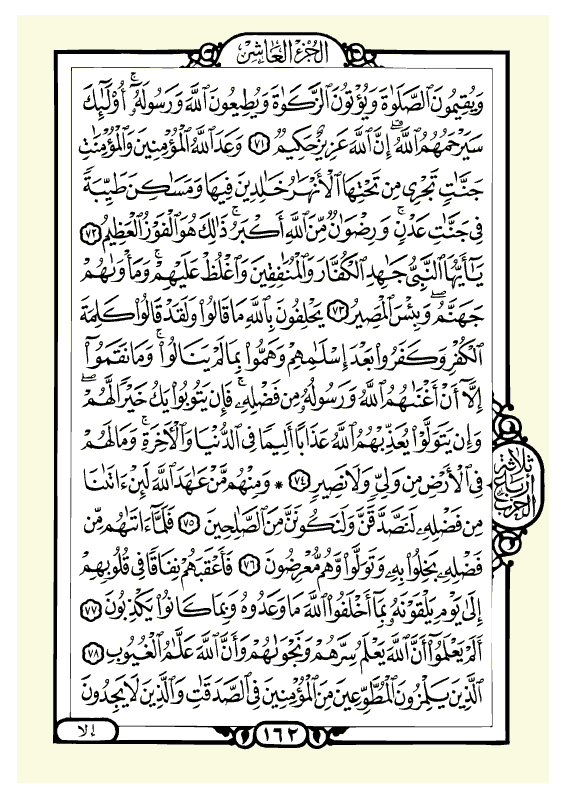 الجزء العاشر
وَيُقِيمُونَ ٱلصَّلَوٰةَ وَيُؤْتُونَ ٱلزَّكَوٰةَ وَيُطِيعُونَ ٱللَّهَ وَرَسُولَهُۥٓۚ أُوْلَٰٓئِكَ
سَيَرْحَمُهُمُ ٱللَّهُۗ إِنَّ ٱللَّهَ عَزِيزٌ حَكِيمٌ ٧١ وَعَدَ ٱللَّهُ ٱلْمُؤْمِنِينَ وَٱلْمُؤْمِنَٰتِ
جَنَّٰتٍ تَجْرِى مِن تَحْتِهَا ٱلْأَنْهَٰرُ خَٰلِدِينَ فِيهَا وَمَسَٰكِنَ طَيِّبَةً
فِى جَنَّٰتِ عَدْنٍۚ وَرِضْوَٰنٌ مِّنَ ٱللَّهِ أَكْبَرُۚ ذَٰلِكَ هُوَ ٱلْفَوْزُ ٱلْعَظِيمُ ٧٢
يَٰٓأَيُّهَا ٱلنَّبِىُّ جَٰهِدِ ٱلْكُفَّارَ وَٱلْمُنَٰفِقِينَ وَٱغْلُظْ عَلَيْهِمْۚ وَمَأْوَىٰهُمْ
جَهَنَّمُۖ وَبِئْسَ ٱلْمَصِيرُ ٧٣ يَحْلِفُونَ بِٱللَّهِ مَا قَالُوا۟ وَلَقَدْ قَالُوا۟ كَلِمَةَ
ٱلْكُفْرِ وَكَفَرُوا۟ بَعْدَ إِسْلَٰمِهِمْ وَهَمُّوا۟ بِمَا لَمْ يَنَالُوا۟ۚ وَمَا نَقَمُوٓا۟
إِلَّآ أَنْ أَغْنَىٰهُمُ ٱللَّهُ وَرَسُولُهُۥ مِن فَضْلِهِۦۚ فَإِن يَتُوبُوا۟ يَكُ خَيْرًا لَّهُمْۖ
وَإِن يَتَوَلَّوْا۟ يُعَذِّبْهُمُ ٱللَّهُ عَذَابًا أَلِيمًا فِى ٱلدُّنْيَا وَٱلْءَاخِرَةِۚ وَمَا لَهُمْ
فِى ٱلْأَرْضِ مِن وَلِىٍّ وَلَا نَصِيرٍ ٧٤ * وَمِنْهُم مَّنْ عَٰهَدَ ٱللَّهَ لَئِنْ ءَاتَىٰنَا
مِن فَضْلِهِۦ لَنَصَّدَّقَنَّ وَلَنَكُونَنَّ مِنَ ٱلصَّٰلِحِينَ ٧٥ فَلَمَّآ ءَاتَىٰهُم مِّن
فَضْلِهِۦ بَخِلُوا۟ بِهِۦ وَتَوَلَّوا۟ وَّهُم مُّعْرِضُونَ ٧٦ فَأَعْقَبَهُمْ نِفَاقًا فِى قُلُوبِهِمْ
إِلَىٰ يَوْمِ يَلْقَوْنَهُۥ بِمَآ أَخْلَفُوا۟ ٱللَّهَ مَا وَعَدُوهُ وَبِمَا كَانُوا۟ يَكْذِبُونَ ٧٧
أَلَمْ يَعْلَمُوٓا۟ أَنَّ ٱللَّهَ يَعْلَمُ سِرَّهُمْ وَنَجْوَىٰهُمْ وَأَنَّ ٱللَّهَ عَلَّٰمُ ٱلْغُيُوبِ ٧٨
ٱلَّذِينَ يَلْمِزُونَ ٱلْمُطَّوِّعِينَ مِنَ ٱلْمُؤْمِنِينَ فِى ٱلصَّدَقَٰتِ وَٱلَّذِينَ لَا يَجِدُونَ
ثلاثة
أرباع
الحزب
١٦٢
إلا